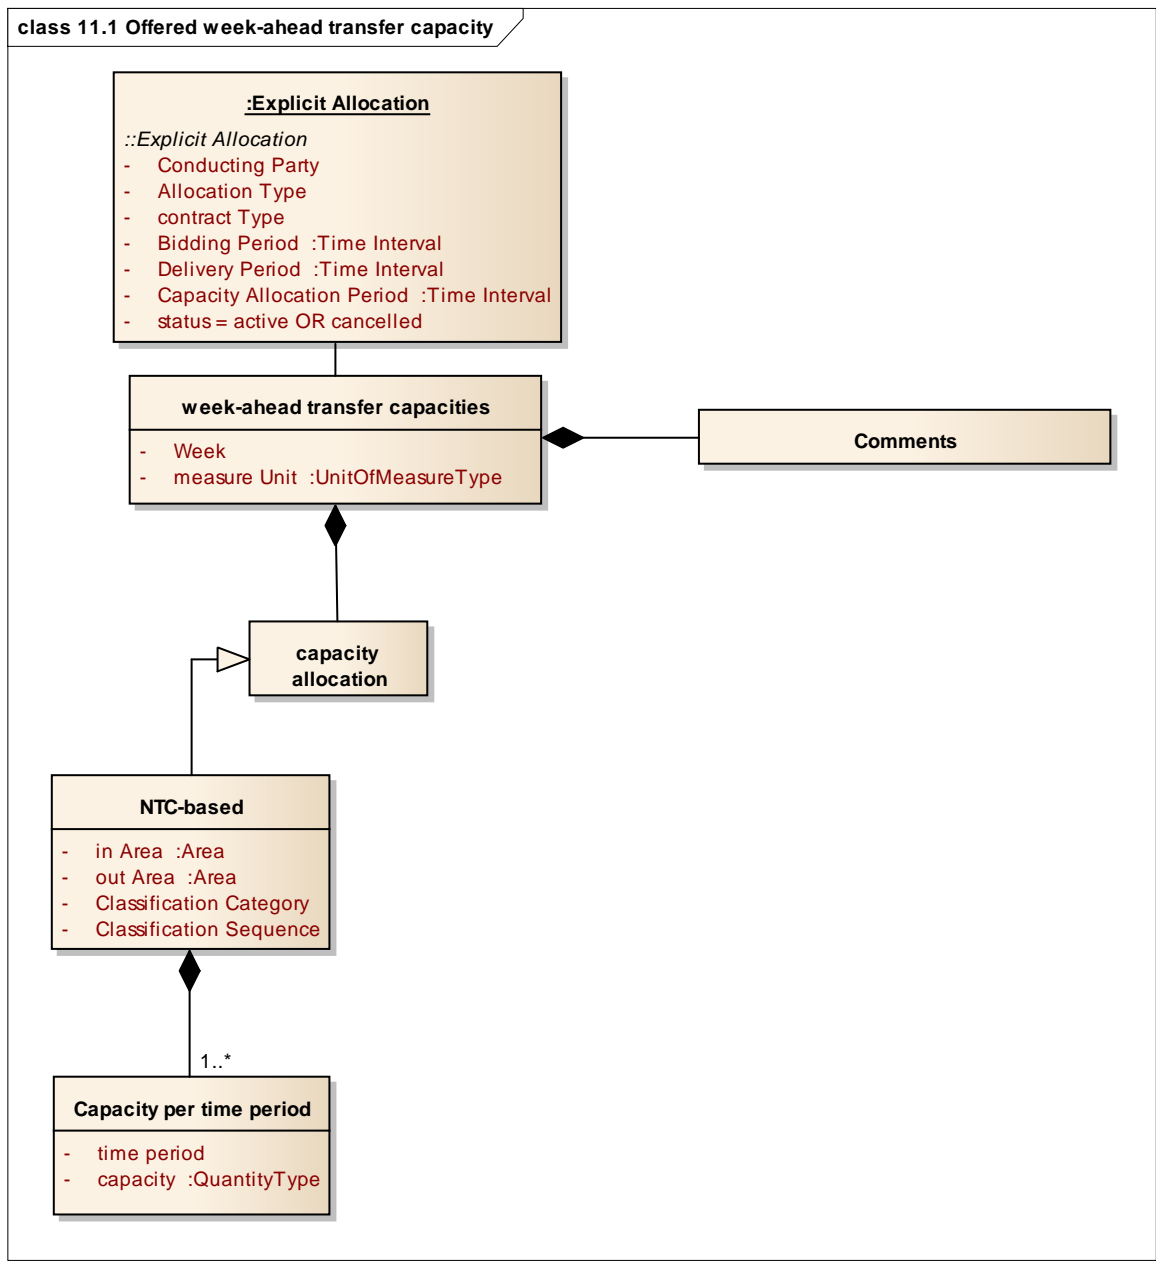 class 11.1 Offered week-ahead transfer capacity
:Explicit Allocation
::Explicit Allocation
- Conducting Party
- Allocation Type
- contract Type
- Bidding Period :Time Interval
- Delivery Period :Time Interval
- Capacity Allocation Period :Time Interval
- status = active OR cancelled
week-ahead transfer capacities
- Week
- measure Unit :UnitOfMeasureType
Comments
capacity
allocation
NTC-based
- in Area :Area
- out Area :Area
- Classification Category
- Classification Sequence
1..*
Capacity per time period
- time period
- capacity :QuantityType